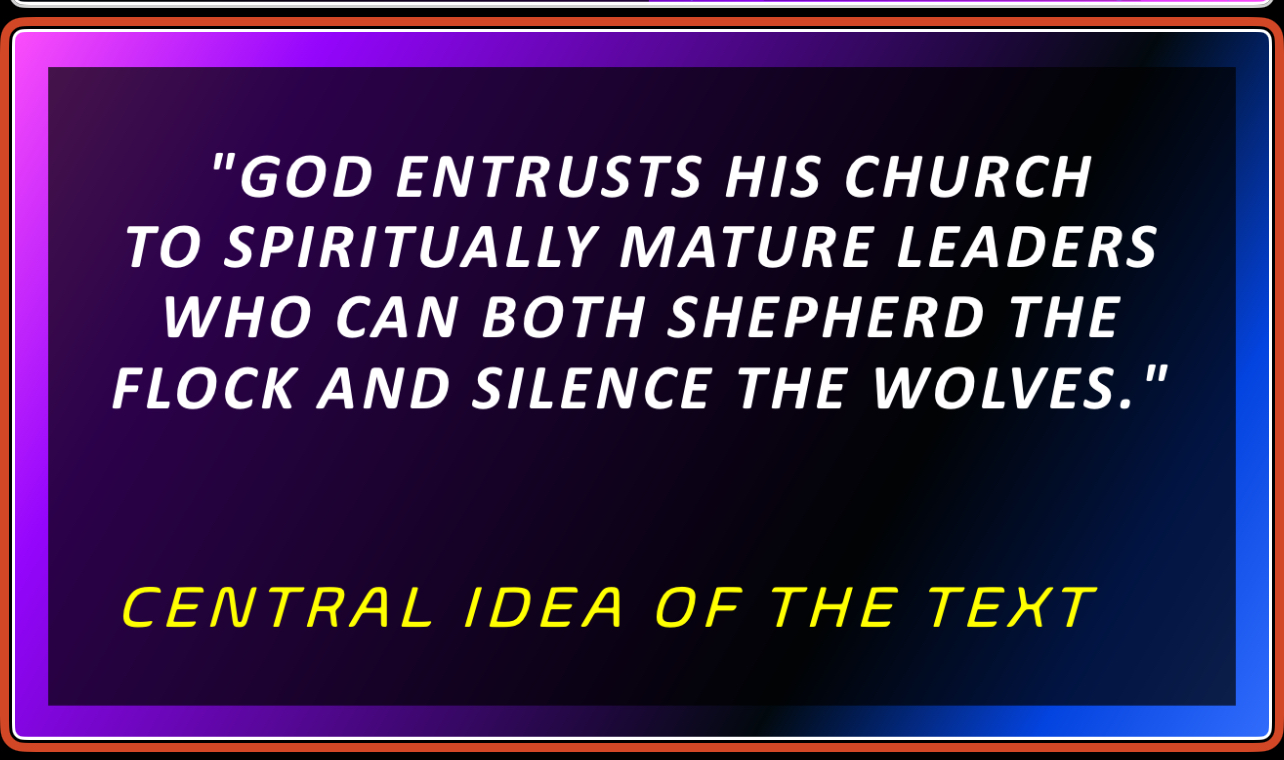 "GOD ENTRUSTS HIS CHURCH
TO SPIRITUALLY MATURE LEADERS
WHO CAN BOTH SHEPHERD THE
FLOCK AND SILENCE THE WOLVES."
CENTRAL IDEA OF THE TEXT